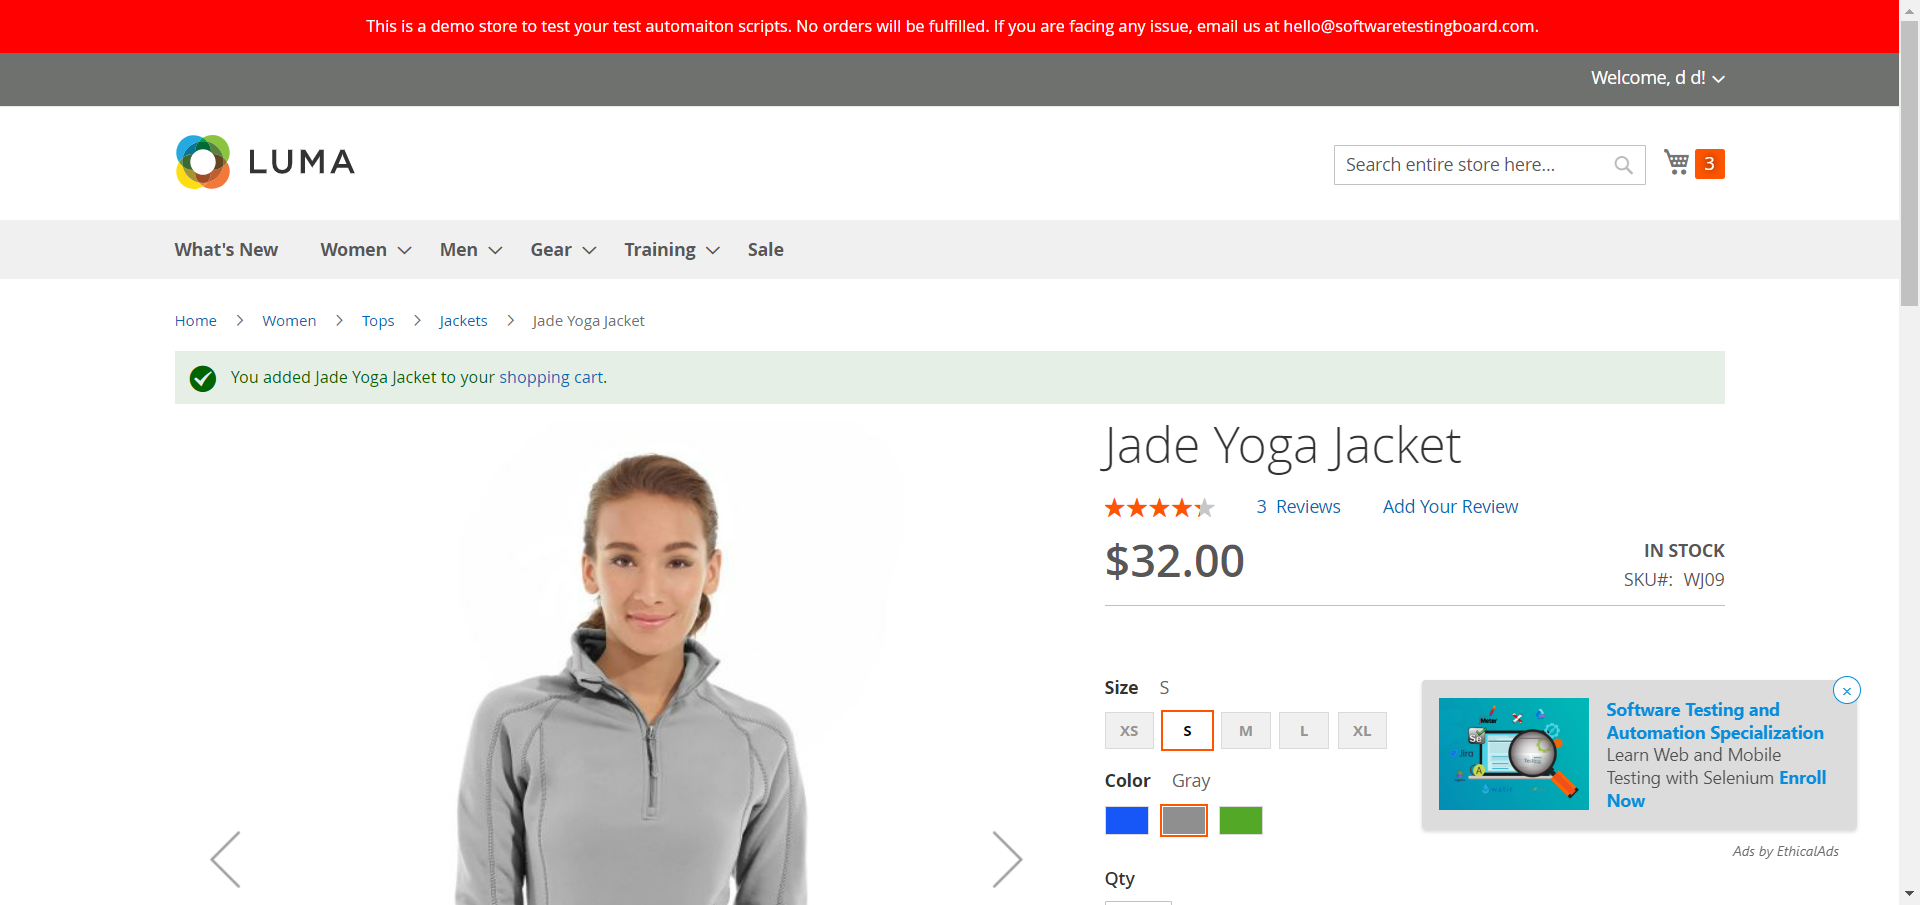 This is a demo store to test your test automaiton scripts. No orders will be fulfilled. If you are facing any issue, email us at hello@softwaretestingboard.com.
Welcome, d d!
LUMA
Search entire store here...
3
What's New
Women
Men
Gear
Training
Sale
Home
Women
Tops
Jackets
Jade Yoga Jacket
You added Jade Yoga Jacket to your shopping cart.
Jade Yoga Jacket
3 Reviews
Add Your Review
$32.00
IN STOCK
SKU#: WJ09
Size S
XS
S
M
L
XL
Color Gray
Qty
Software Testing and
Automation Specialization
Learn Web and Mobile
Testing with Selenium Enroll
Now
Meter
Se
Jira
A
Ads by EthicalAds